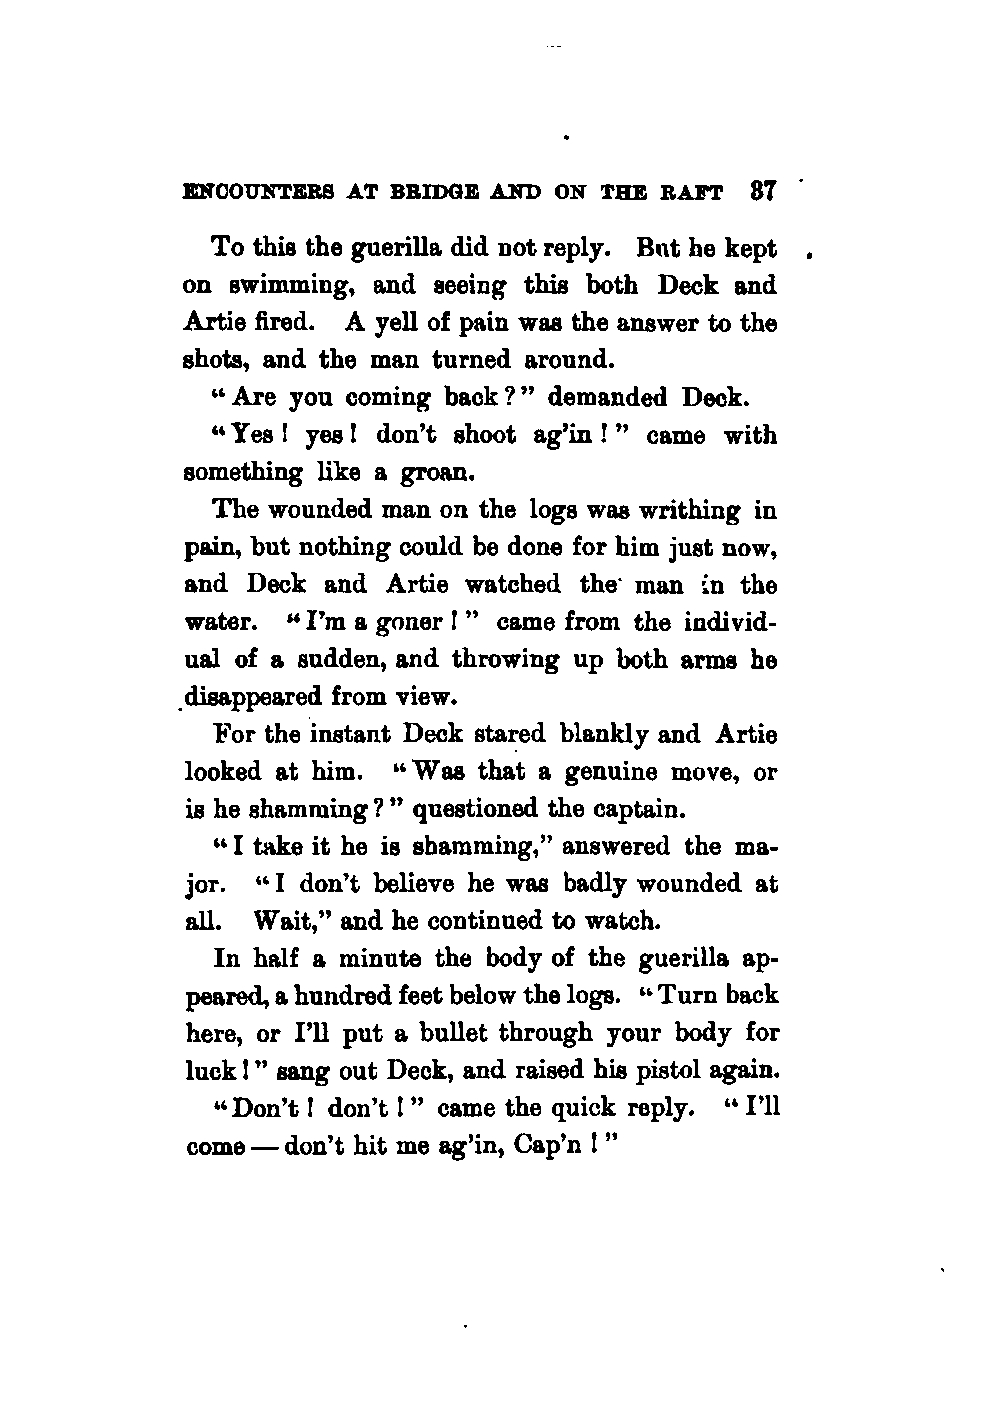 ENCOUNTERS AT BRIDGE AND ON THE RAFT 37
To this the guerilla did not reply. But he kept
on swimming, and seeing this both Deck and
Artie fired. A yell of pain was the answer to the
shots, and the man turned around.
"Are you coming back?" demanded Deck.
"Yes! yes! don't shoot ag'in!" came with
something like a groan.
The wounded man on the logs was writhing in
pain, but nothing could be done for him just now,
and Deck and Artie watched the man in the
water. "I'm a goner!" came from the individ-
ual of a sudden, and throwing up both arms he
disappeared from view.
For the instant Deck stared blankly and Artie
looked at him. "Was that a genuine move, or
is he shamming?" questioned the captain.
"I take it he is shamming," answered the ma-
jor. "I don't believe he was badly wounded at
all. Wait," and he continued to watch.
In half a minute the body of the guerilla ap-
peared, a hundred feet below the logs. "Turn back
here, or I'll put a bullet through your body for
luck!" sang out Deck, and raised his pistol again.
"Don't! don't!" came the quick reply. "I'll
come — don't hit me ag'in, Cap'n!"